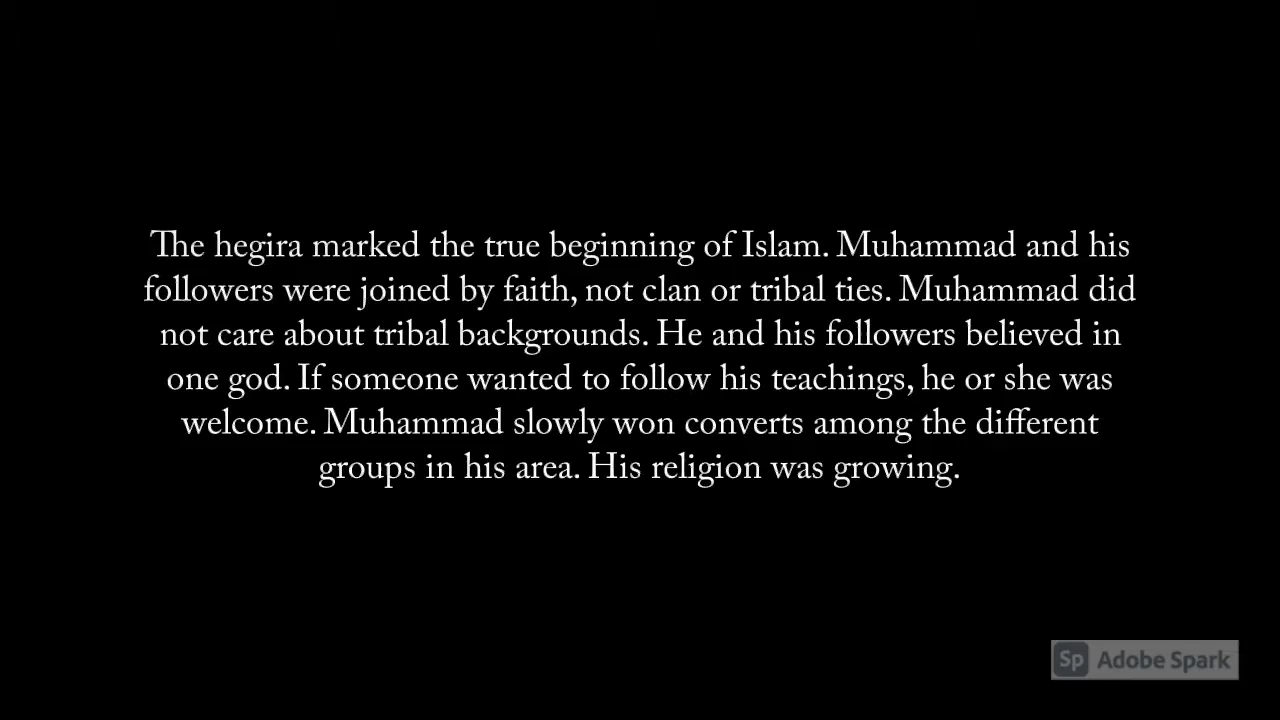 The hegira marked the true beginning of Islam. Muhammad and his
followers were joined by faith, not clan or tribal ties. Muhammad did
not care about tribal backgrounds. He and his followers believed in
one god. If someone wanted to follow his teachings, he or she was
welcome. Muhammad slowly won converts among the different
groups in his area. His religion was growing.
Sp Adobe Spark